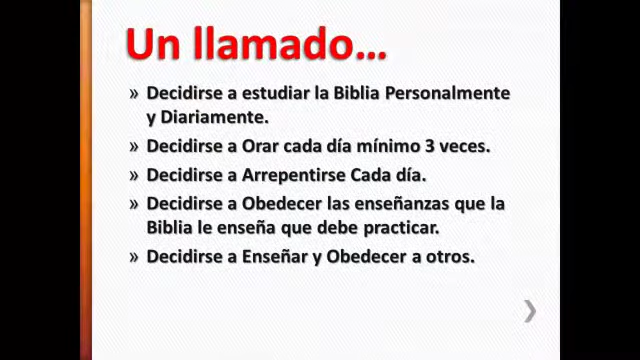 Un llamado...
» Decidirse a estudiar la Biblia Personalmente
y Diariamente.
» Decidirse a Orar cada día mínimo 3 veces.
» Decidirse a Arrepentirse Cada día.
» Decidirse a Obedecer las enseñanzas que la
Biblia le enseña que debe practicar.
» Decidirse a Enseñar y Obedecer a otros.